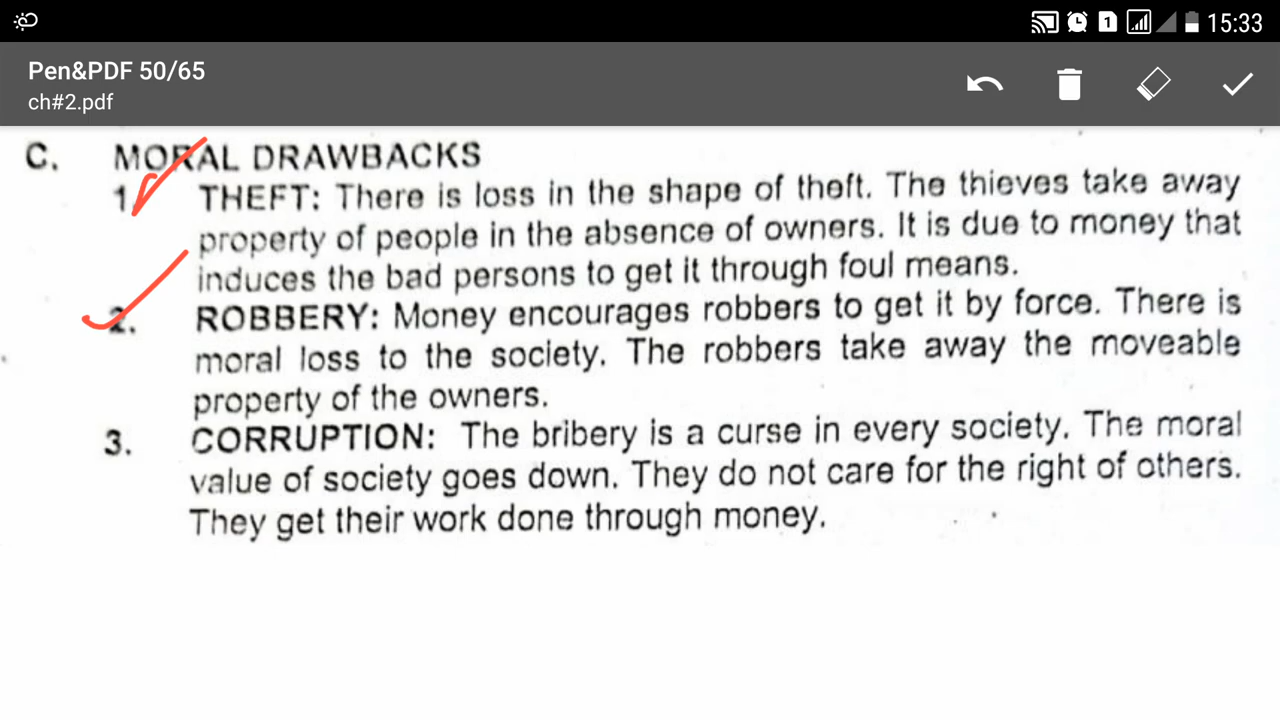 15:33
Pen&PDF 50/65
ch#2.pdf
C. MORAL DRAWBACKS
1. THEFT: There is loss in the shape of theft. The thieves take away
property of people in the absence of owners. It is due to money that
induces the bad persons to get it through foul means.
2. ROBBERY: Money encourages robbers to get it by force. There is
moral loss to the society. The robbers take away the moveable
property of the owners.
3. CORRUPTION: The bribery is a curse in every society. The moral
value of society goes down. They do not care for the right of others.
They get their work done through money.